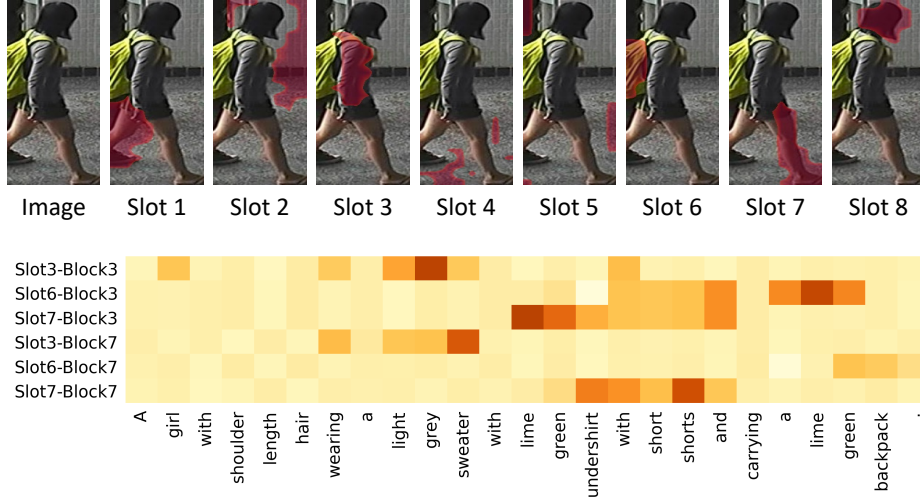 Image Slot 1 Slot 2 Slot 3 Slot 4 Slot 5 Slot 6 Slot 7 Slot 8
Slot3-Block3
Slot6-Block3
Slot7-Block3
Slot3-Block7
Slot6-Block7
Slot7-Block7
A girl with shoulder length hair wearing a light grey sweater with lime green undershirt with short shorts and carrying a lime green backpack .